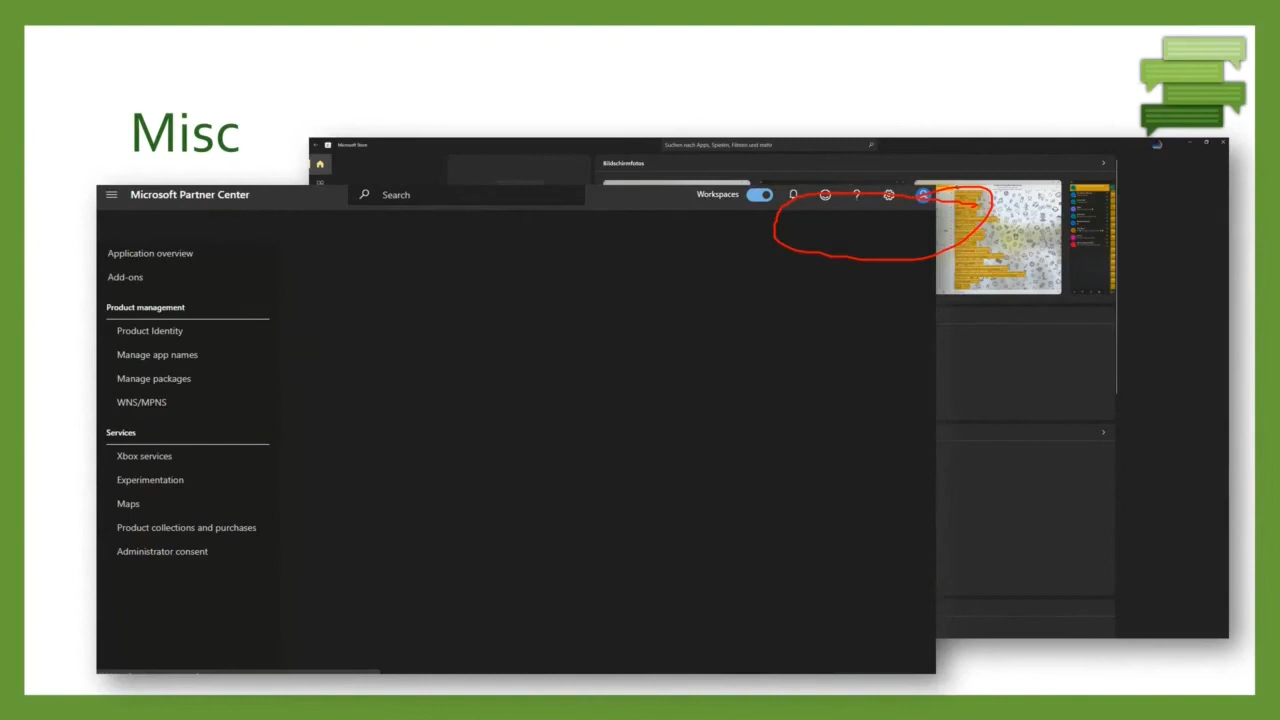 Misc
Microsoft Store
Suchen nach Apps, Spielen, Filmen und mehr
Bildschirmfotos
Microsoft Partner Center
Search
Workspaces
Application overview
Add-ons
Product management
Product Identity
Manage app names
Manage packages
WNS/MPNS
Services
Xbox services
Experimentation
Maps
Product collections and purchases
Administrator consent